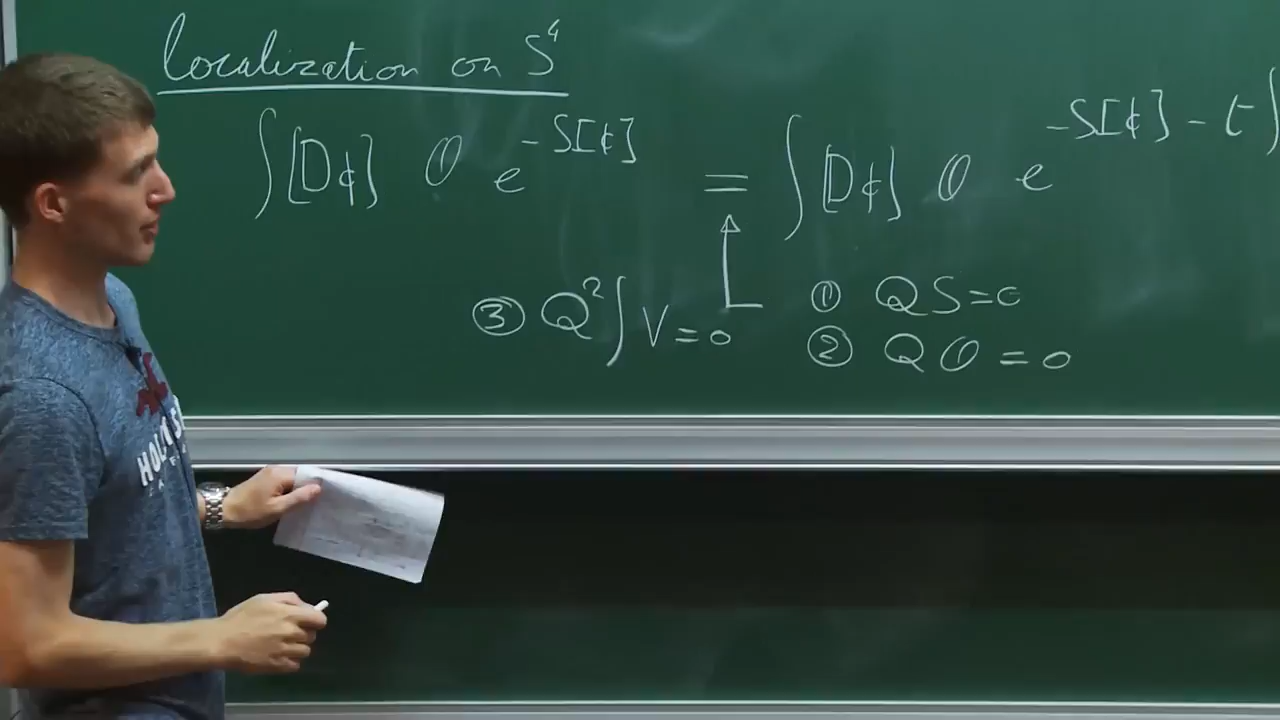 localization on S⁴
∫[Dϕ] O e^{-S[ϕ]} = ∫[Dϕ] O e^{-S[ϕ] - t∫
③ Q²∫V=0
① QS=0
② QO=0